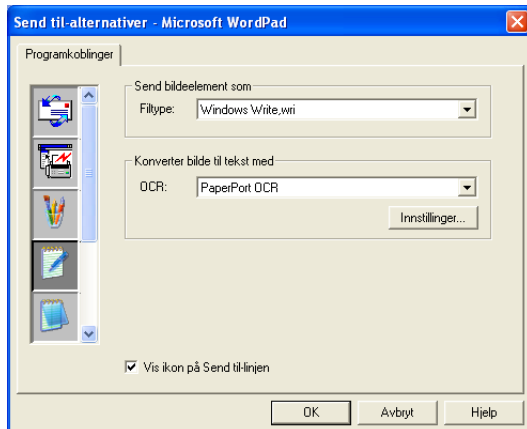 Send til-alternativer - Microsoft WordPad
Programkoblinger
Send bildeelement som
Filtype: Windows Write,wri
Konverter bilde til tekst med
OCR: PaperPort OCR
Innstillinger...
Vis ikon på Send til-linjen
OK Avbryt Hjelp